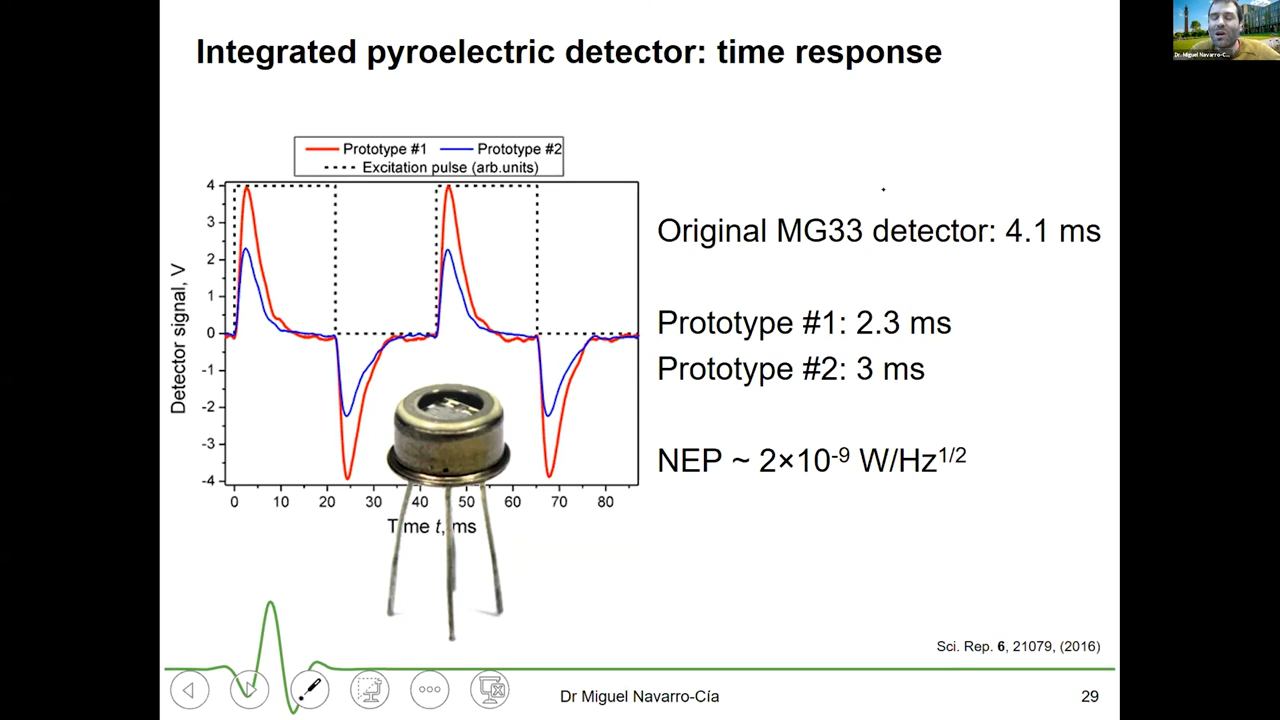 Integrated pyroelectric detector: time response
Dr. Miguel Navarro-C...
Prototype #1
Prototype #2
Excitation pulse (arb.units)
4
3
2
1
0
-1
-2
-3
-4
Detector signal, V
0 10 20 30 40 50 60 70 80
Time t, ms
Original MG33 detector: 4.1 ms
Prototype #1: 2.3 ms
Prototype #2: 3 ms
NEP ~ 2×10⁻⁹ W/Hz¹/²
Sci. Rep. 6, 21079, (2016)
Dr Miguel Navarro-Cía
29